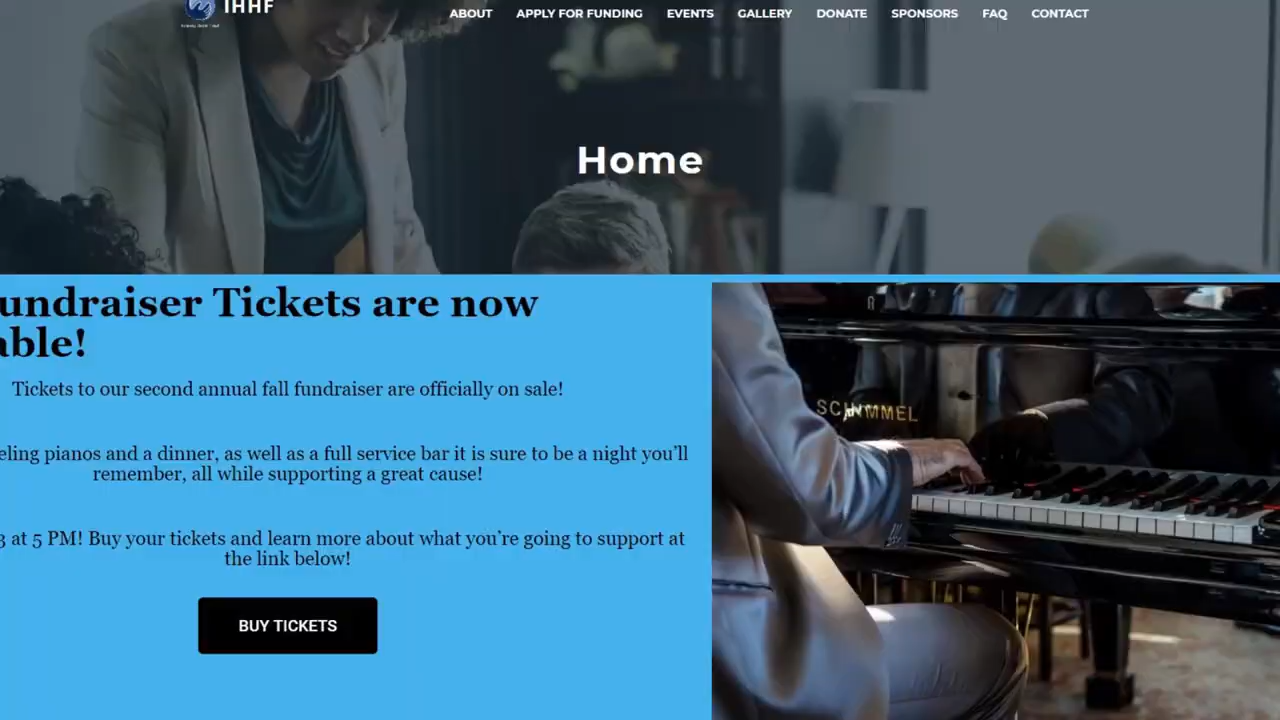 IHHF
ABOUT APPLY FOR FUNDING EVENTS GALLERY DONATE SPONSORS FAQ CONTACT
Home
undraiser Tickets are now
able!
Tickets to our second annual fall fundraiser are officially on sale!
eling pianos and a dinner, as well as a full service bar it is sure to be a night you’ll
remember, all while supporting a great cause!
3 at 5 PM! Buy your tickets and learn more about what you’re going to support at
the link below!
BUY TICKETS
SCHIMMEL